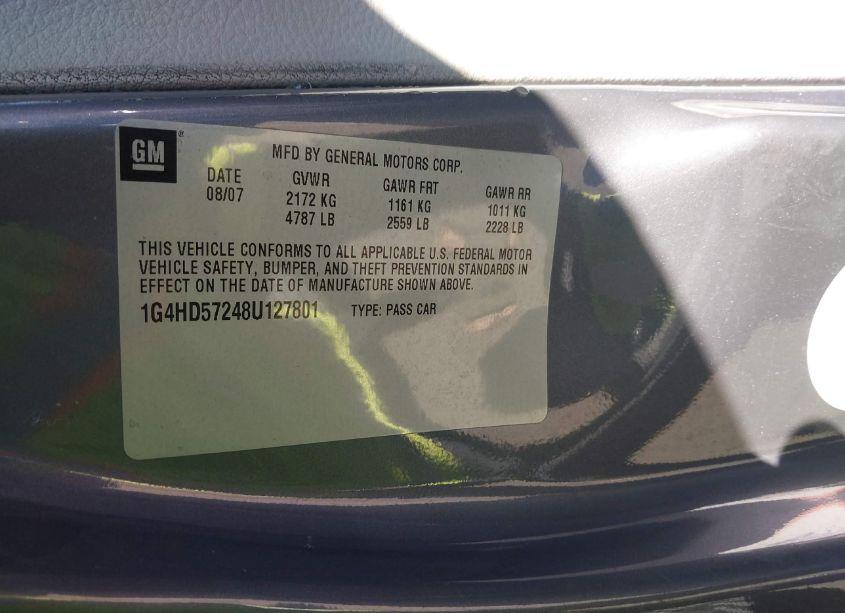 GM ®
MFD BY GENERAL MOTORS CORP.
DATE GVWR GAWR FRT GAWR RR
08/07 2172 KG 1161 KG 1011 KG
4787 LB 2559 LB 2228 LB
THIS VEHICLE CONFORMS TO ALL APPLICABLE U.S. FEDERAL MOTOR
VEHICLE SAFETY, BUMPER, AND THEFT PREVENTION STANDARDS IN
EFFECT ON THE DATE OF MANUFACTURE SHOWN ABOVE.
1G4HD57248U127801 TYPE: PASS CAR